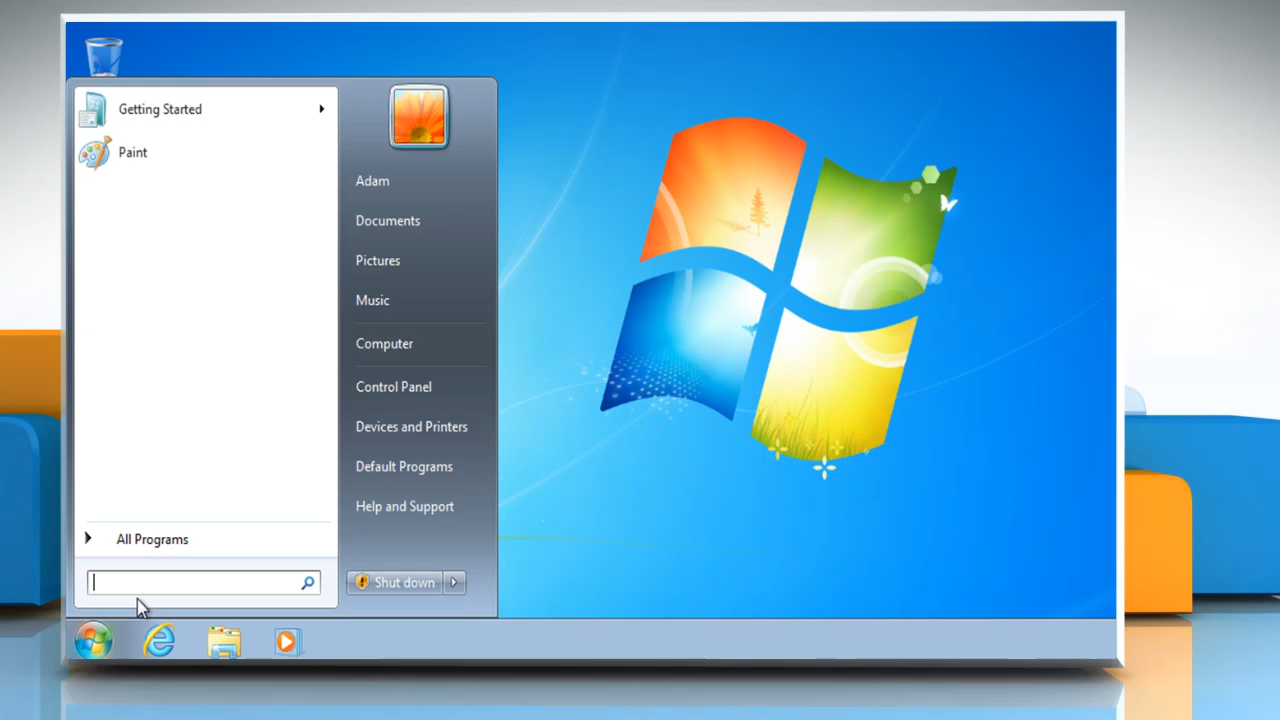 Getting Started
Paint
All Programs
Adam
Documents
Pictures
Music
Computer
Control Panel
Devices and Printers
Default Programs
Help and Support
Shut down